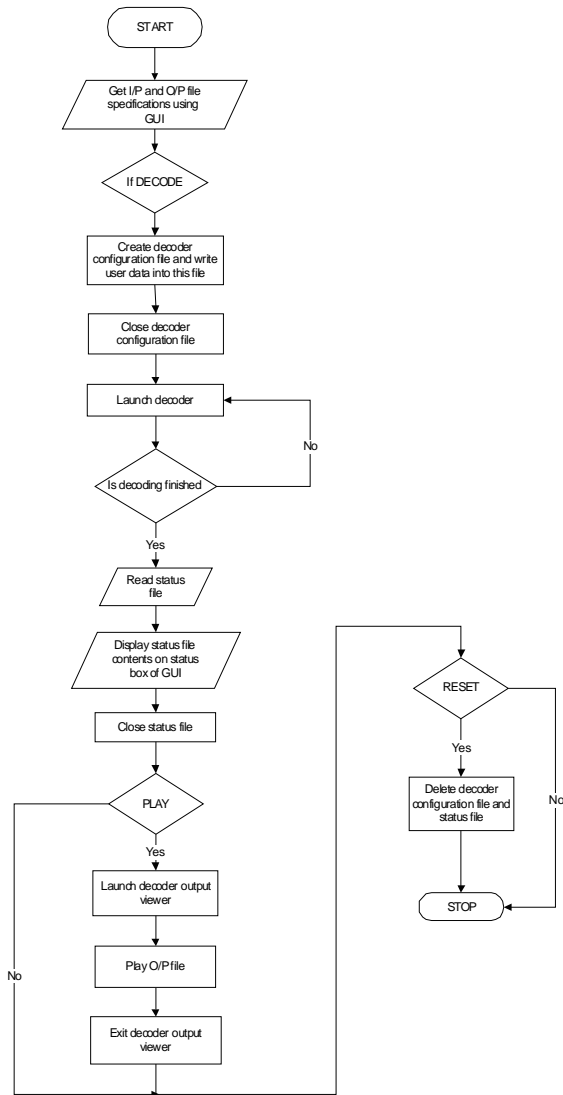 START
Get I/P and O/P file
specifications using
GUI
If DECODE
Create decoder
configuration file and write
user data into this file
Close decoder
configuration file
Launch decoder
No
Is decoding finished
Yes
Read status
file
Display status file
contents on status
box of GUI
Close status file
PLAY
Yes
Launch decoder output
viewer
No
Play O/P file
Exit decoder output
viewer
RESET
Yes
No
Delete decoder
configuration file and
status file
STOP